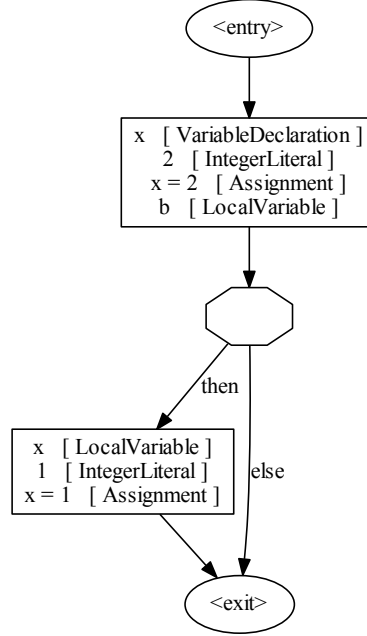 <entry>
x [ VariableDeclaration ]
2 [ IntegerLiteral ]
x = 2 [ Assignment ]
b [ LocalVariable ]
then
x [ LocalVariable ]
1 [ IntegerLiteral ]
x = 1 [ Assignment ]
else
<exit>